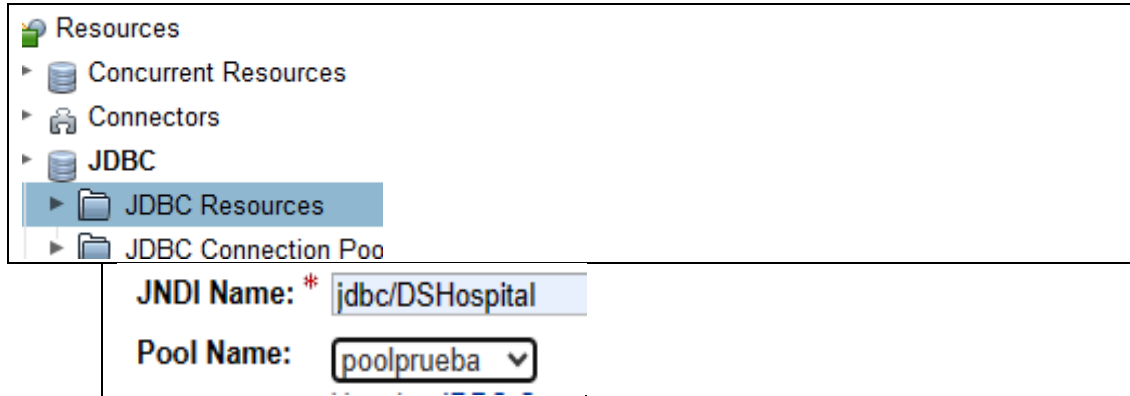 Resources
Concurrent Resources
Connectors
JDBC
JDBC Resources
JDBC Connection Poo
JNDI Name: * jdbc/DSHospital
Pool Name: poolprueba